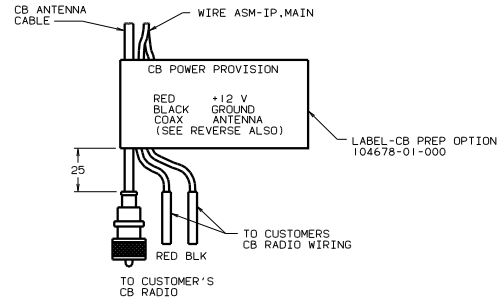 CB ANTENNA
CABLE
WIRE ASM-IP,MAIN
CB POWER PROVISION
RED +12 V
BLACK GROUND
COAX ANTENNA
(SEE REVERSE ALSO)
LABEL-CB PREP OPTION
104678-01-000
25
TO CUSTOMERS
CB RADIO WIRING
RED BLK
TO CUSTOMER'S
CB RADIO